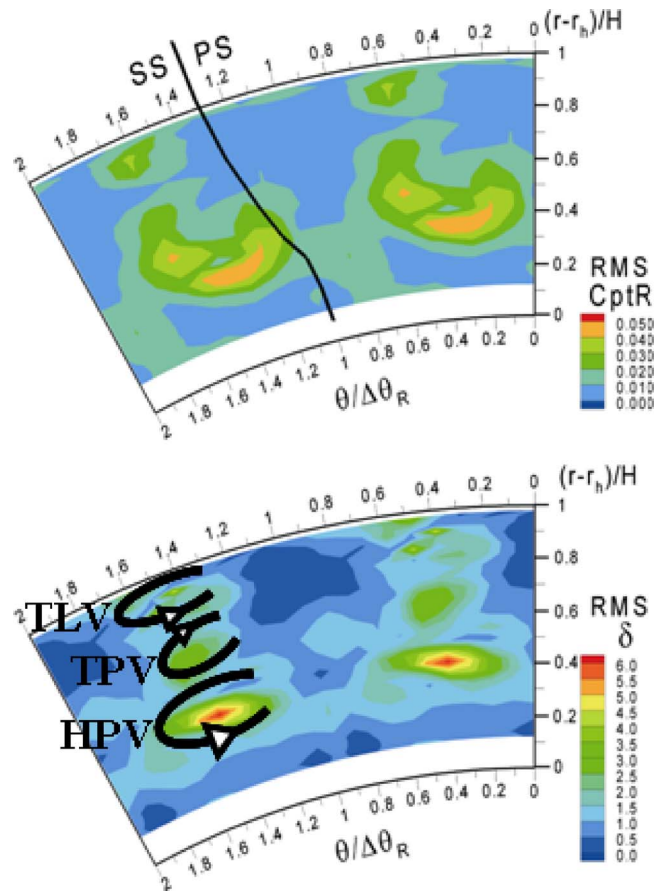 (r-r_h)/H
SS PS
2 1.8 1.6 1.4 1.2 1 0.8 0.6 0.4 0.2 0
1
0.8
0.6
0.4
0.2
0
RMS
CptR
0.050
0.040
0.030
0.020
0.010
0.000
2 1.8 1.6 1.4 1.2 1 0.8 0.6 0.4 0.2 0
θ/Δθ_R
(r-r_h)/H
2 1.8 1.6 1.4 1.2 1 0.8 0.6 0.4 0.2 0
1
0.8
0.6
0.4
0.2
0
TLV
TPV
HPV
RMS
δ
6.0
5.5
5.0
4.5
4.0
3.5
3.0
2.5
2.0
1.5
1.0
0.5
0.0
2 1.8 1.6 1.4 1.2 1 0.8 0.6 0.4 0.2 0
θ/Δθ_R